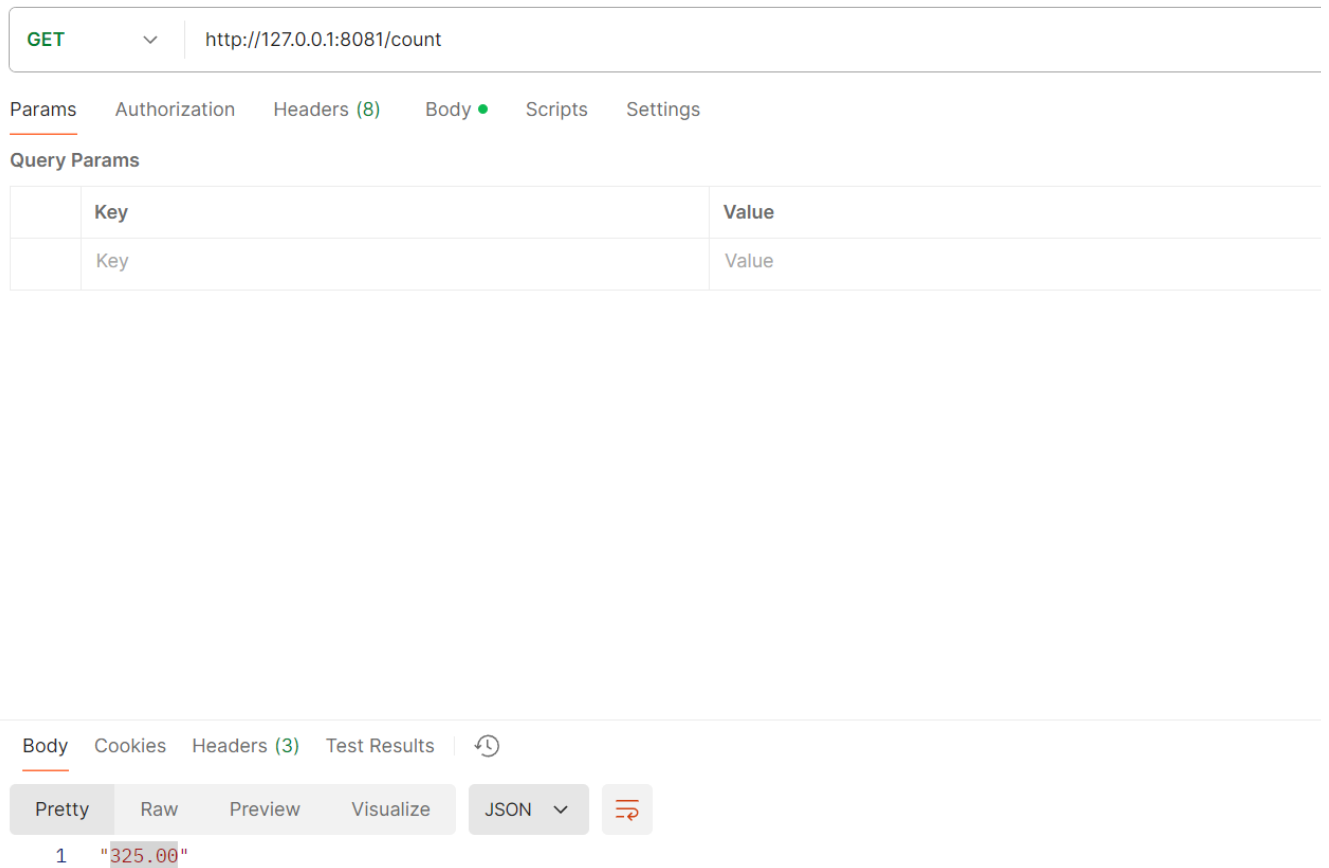 GET http://127.0.0.1:8081/count
Params Authorization Headers (8) Body Scripts Settings
Query Params
Key Value
Key Value
Body Cookies Headers (3) Test Results
Pretty Raw Preview Visualize JSON
1 "325.00"